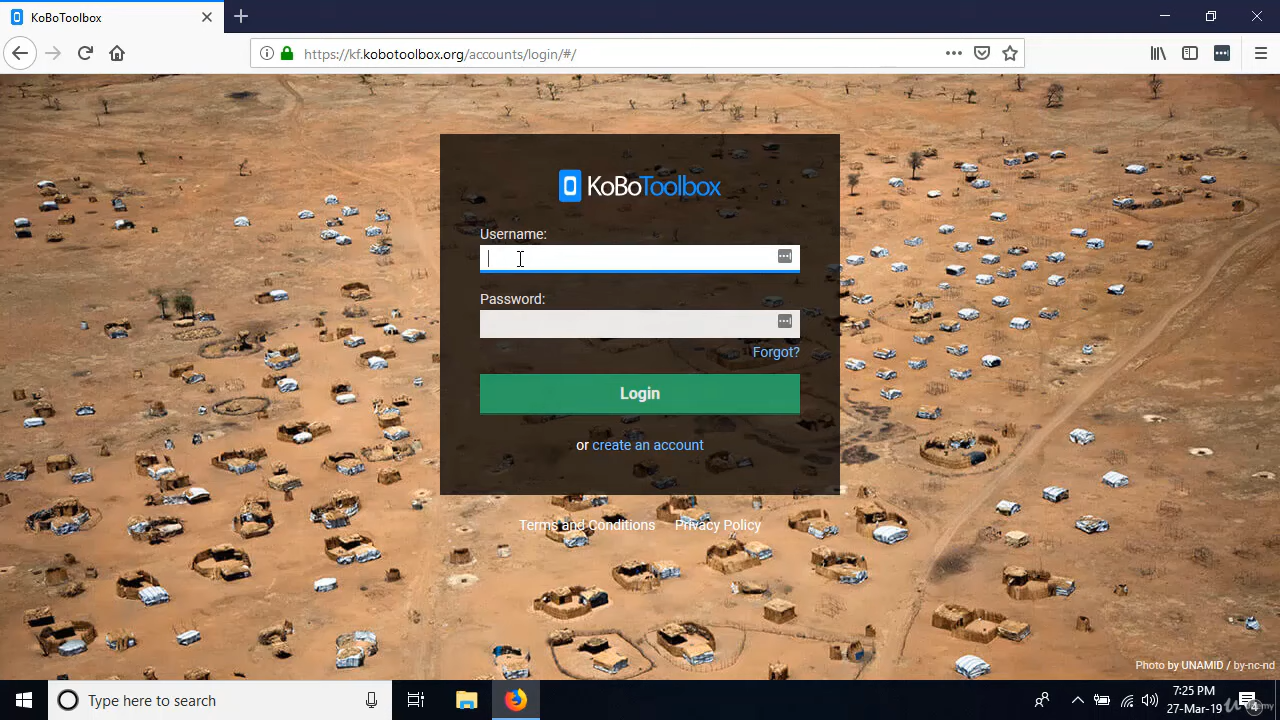 KoBoToolbox
https://kf.kobotoolbox.org/accounts/login/#/
KoBoToolbox
Username:
Password:
Forgot?
Login
or create an account
Terms and Conditions Privacy Policy
Photo by UNAMID / by-nc-nd
Type here to search
7:25 PM
27-Mar-19
4